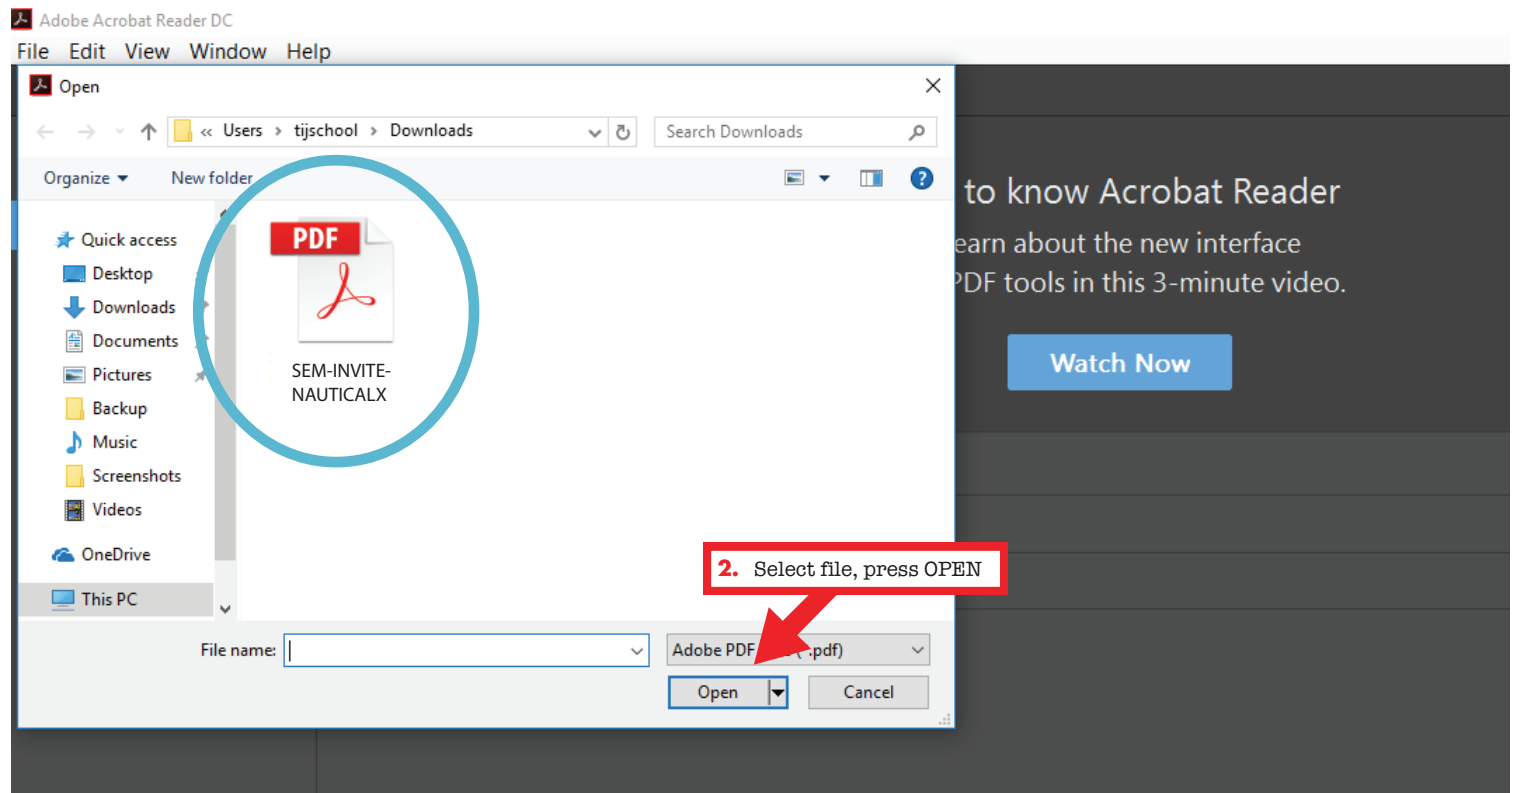 Adobe Acrobat Reader DC
File Edit View Window Help
Open
« Users › tijschool › Downloads
Search Downloads
Organize New folder
Quick access
Desktop
Downloads
Documents
Pictures
Backup
Music
Screenshots
Videos
OneDrive
This PC
PDF
SEM-INVITE-
NAUTICALX
to know Acrobat Reader
earn about the new interface
PDF tools in this 3-minute video.
Watch Now
2. Select file, press OPEN
File name:
Adobe PDF .pdf)
Open
Cancel